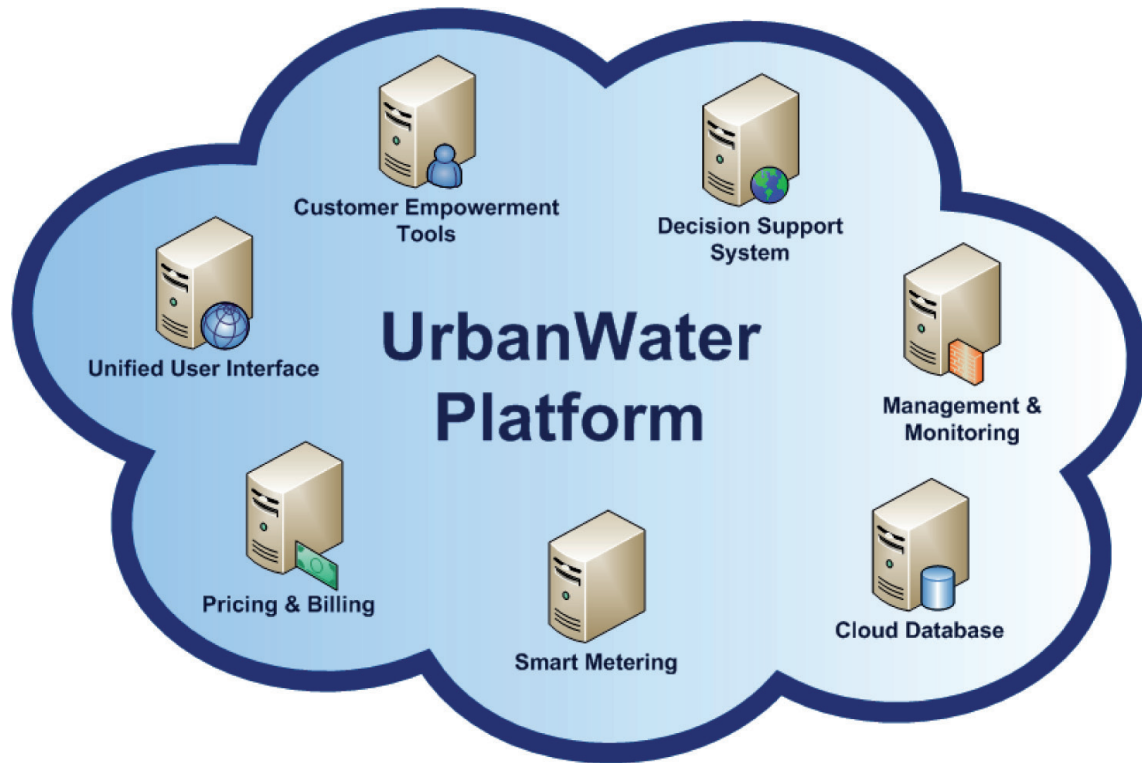 Customer Empowerment
Tools
Decision Support
System
Unified User Interface
UrbanWater
Platform
Management &
Monitoring
Pricing & Billing
Smart Metering
Cloud Database